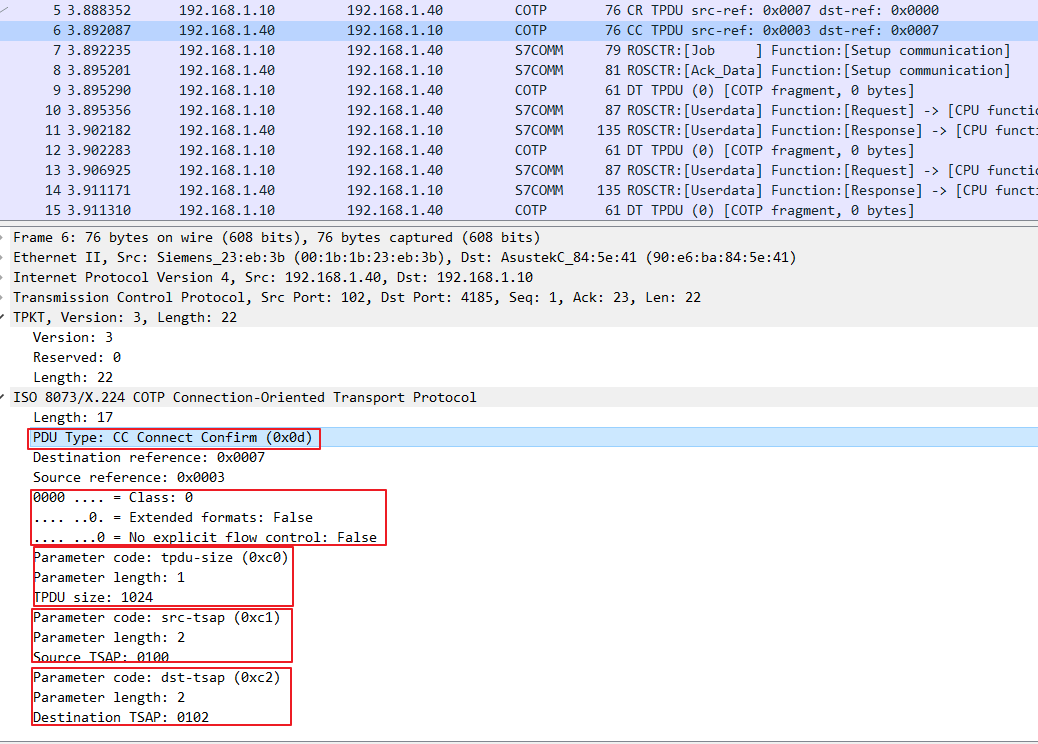 5 3.888352 192.168.1.10 192.168.1.40 COTP 76 CR TPDU src-ref: 0x0007 dst-ref: 0x0000
6 3.892087 192.168.1.40 192.168.1.10 COTP 76 CC TPDU src-ref: 0x0003 dst-ref: 0x0007
7 3.892235 192.168.1.10 192.168.1.40 S7COMM 79 ROSCTR:[Job     ] Function:[Setup communication]
8 3.895201 192.168.1.40 192.168.1.10 S7COMM 81 ROSCTR:[Ack_Data] Function:[Setup communication]
9 3.895290 192.168.1.10 192.168.1.40 COTP 61 DT TPDU (0) [COTP fragment, 0 bytes]
10 3.895356 192.168.1.10 192.168.1.40 S7COMM 87 ROSCTR:[Userdata] Function:[Request] -> [CPU functio
11 3.902182 192.168.1.40 192.168.1.10 S7COMM 135 ROSCTR:[Userdata] Function:[Response] -> [CPU functi
12 3.902283 192.168.1.10 192.168.1.40 COTP 61 DT TPDU (0) [COTP fragment, 0 bytes]
13 3.906925 192.168.1.10 192.168.1.40 S7COMM 87 ROSCTR:[Userdata] Function:[Request] -> [CPU functio
14 3.911171 192.168.1.40 192.168.1.10 S7COMM 135 ROSCTR:[Userdata] Function:[Response] -> [CPU functi
15 3.911310 192.168.1.10 192.168.1.40 COTP 61 DT TPDU (0) [COTP fragment, 0 bytes]
Frame 6: 76 bytes on wire (608 bits), 76 bytes captured (608 bits)
Ethernet II, Src: Siemens_23:eb:3b (00:1b:1b:23:eb:3b), Dst: AsustekC_84:5e:41 (90:e6:ba:84:5e:41)
Internet Protocol Version 4, Src: 192.168.1.40, Dst: 192.168.1.10
Transmission Control Protocol, Src Port: 102, Dst Port: 4185, Seq: 1, Ack: 23, Len: 22
TPKT, Version: 3, Length: 22
Version: 3
Reserved: 0
Length: 22
ISO 8073/X.224 COTP Connection-Oriented Transport Protocol
Length: 17
PDU Type: CC Connect Confirm (0x0d)
Destination reference: 0x0007
Source reference: 0x0003
0000 .... = Class: 0
.... ..0. = Extended formats: False
.... ...0 = No explicit flow control: False
Parameter code: tpdu-size (0xc0)
Parameter length: 1
TPDU size: 1024
Parameter code: src-tsap (0xc1)
Parameter length: 2
Source TSAP: 0100
Parameter code: dst-tsap (0xc2)
Parameter length: 2
Destination TSAP: 0102